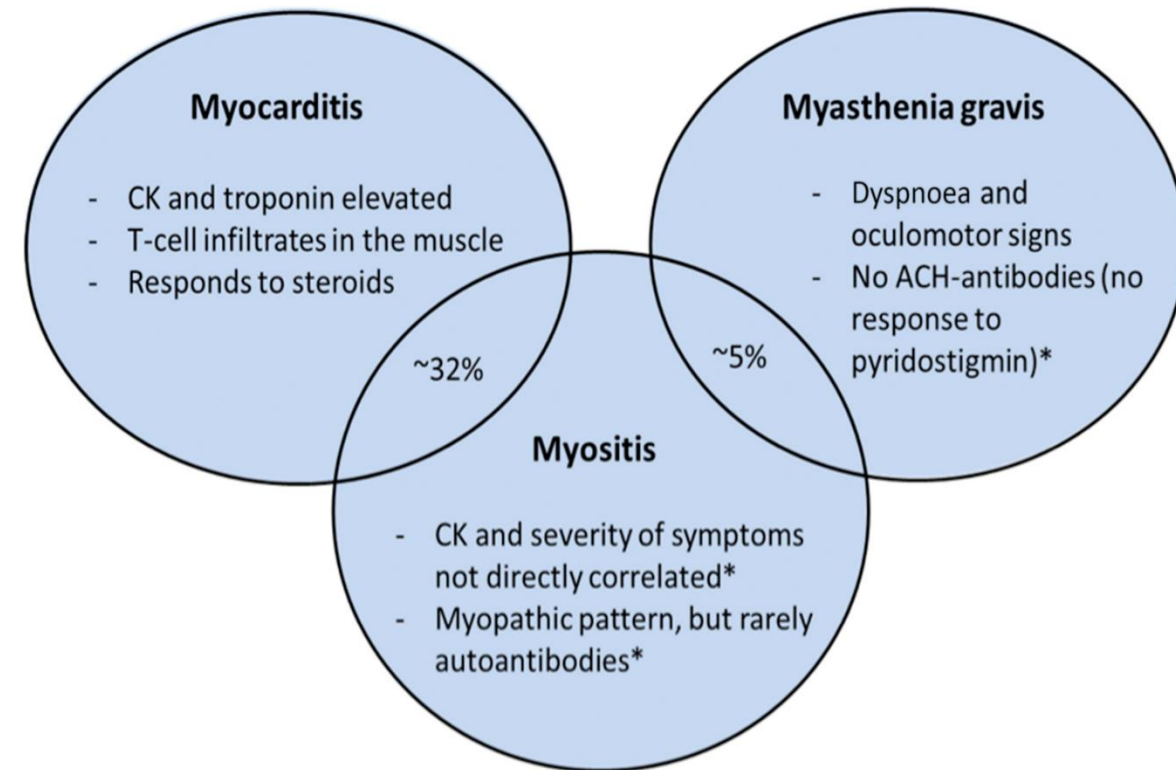 Myocarditis
- CK and troponin elevated
- T-cell infiltrates in the muscle
- Responds to steroids
Myasthenia gravis
- Dyspnoea and
oculomotor signs
- No ACH-antibodies (no
response to
pyridostigmin)*
~32%
~5%
Myositis
- CK and severity of symptoms
not directly correlated*
- Myopathic pattern, but rarely
autoantibodies*